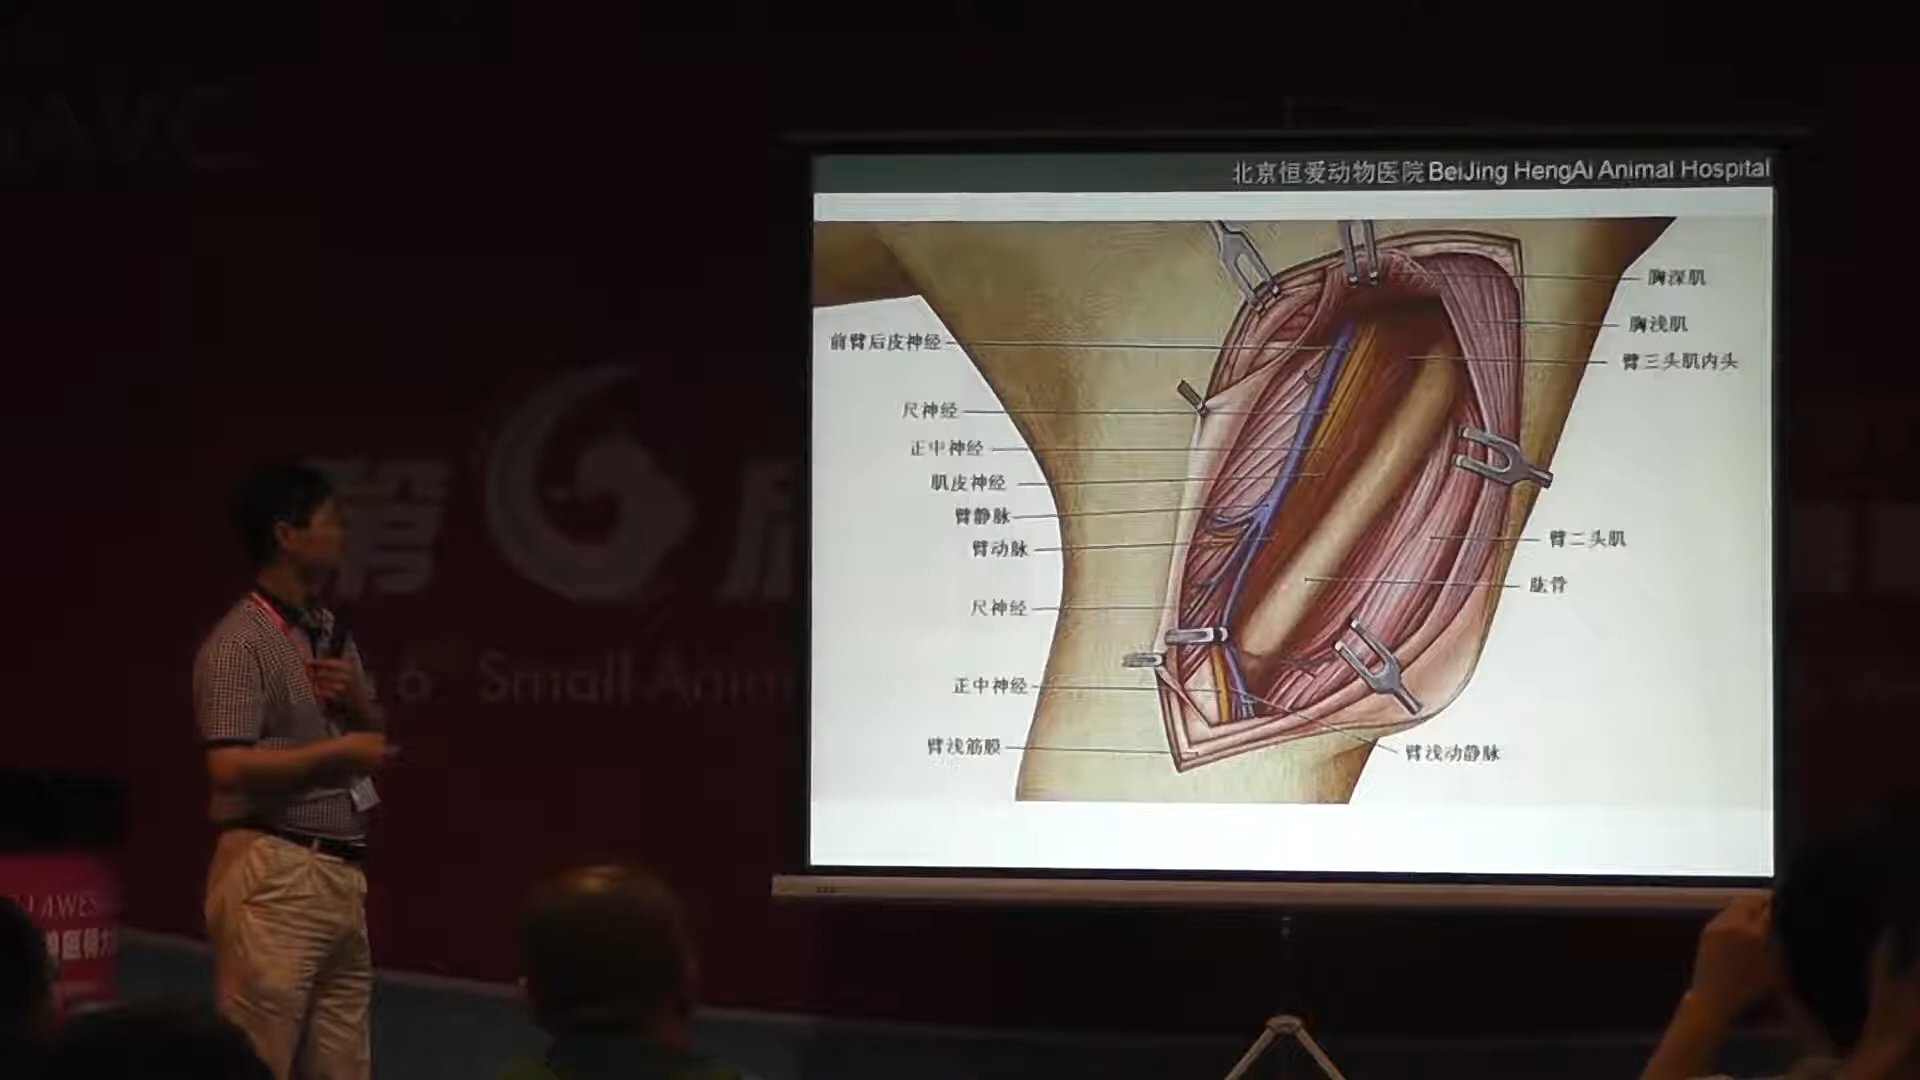 北京恒爱动物医院 BeiJing HengAi Animal Hospital
胸深肌
胸浅肌
前臂后皮神经
臂三头肌内头
尺神经
正中神经
肌皮神经
臂静脉
臂二头肌
臂动脉
肱骨
尺神经
正中神经
臂浅筋膜
臂浅动静脉
AVC
6
Small Anim
AWES